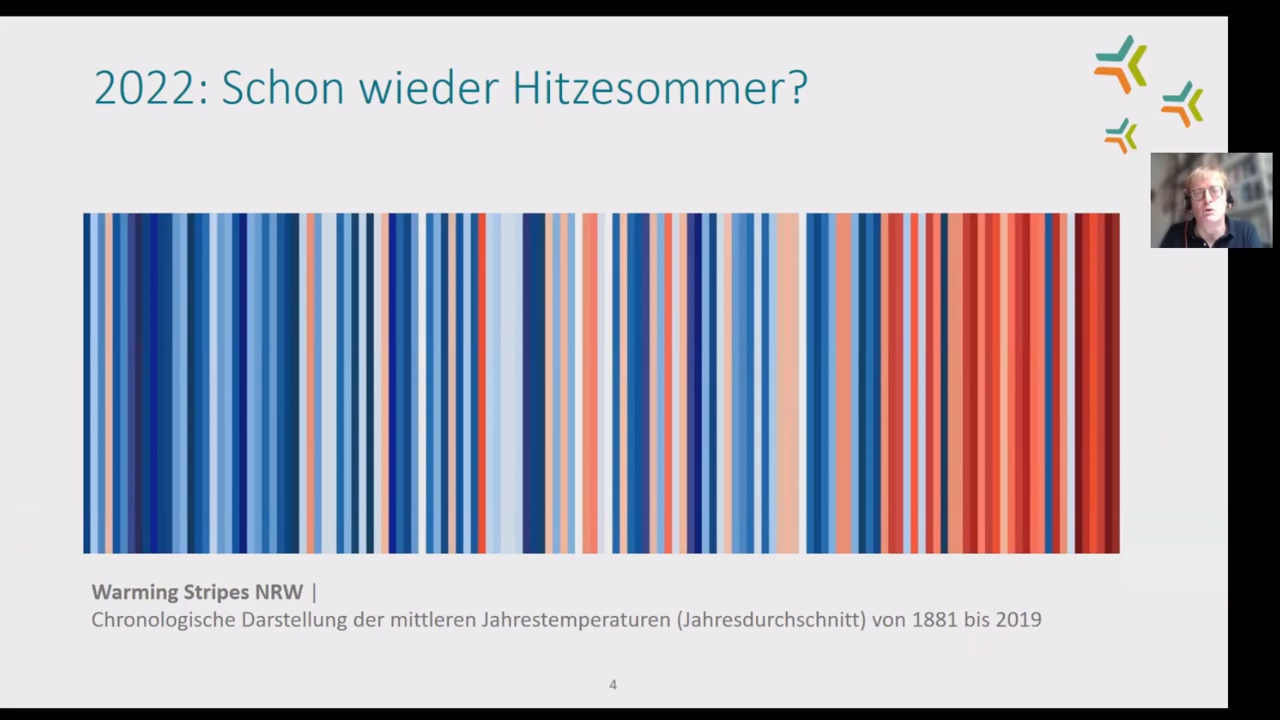 2022: Schon wieder Hitzesommer?
Warming Stripes NRW |
Chronologische Darstellung der mittleren Jahrestemperaturen (Jahresdurchschnitt) von 1881 bis 2019
4